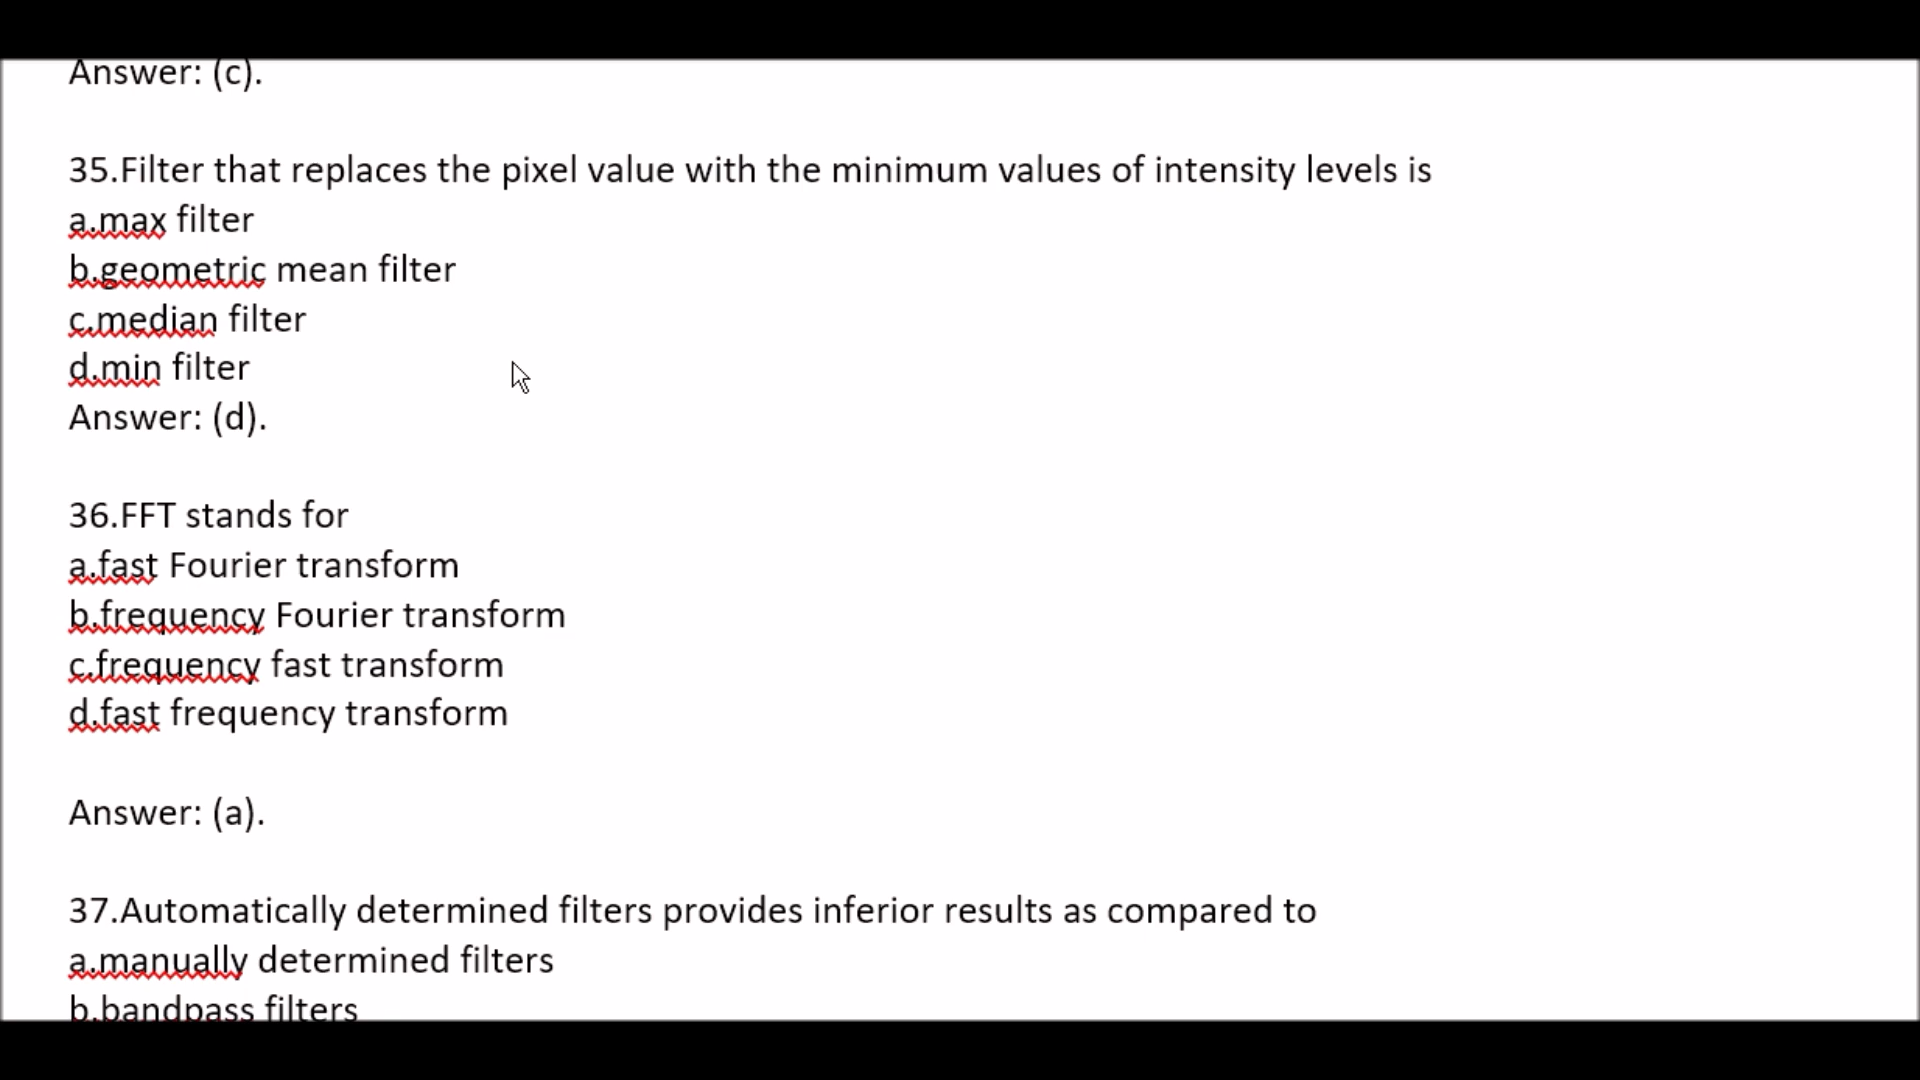 Answer: (c).
35.Filter that replaces the pixel value with the minimum values of intensity levels is
a.max filter
b.geometric mean filter
c.median filter
d.min filter
Answer: (d).
36.FFT stands for
a.fast Fourier transform
b.frequency Fourier transform
c.frequency fast transform
d.fast frequency transform
Answer: (a).
37.Automatically determined filters provides inferior results as compared to
a.manually determined filters
b.bandpass filters